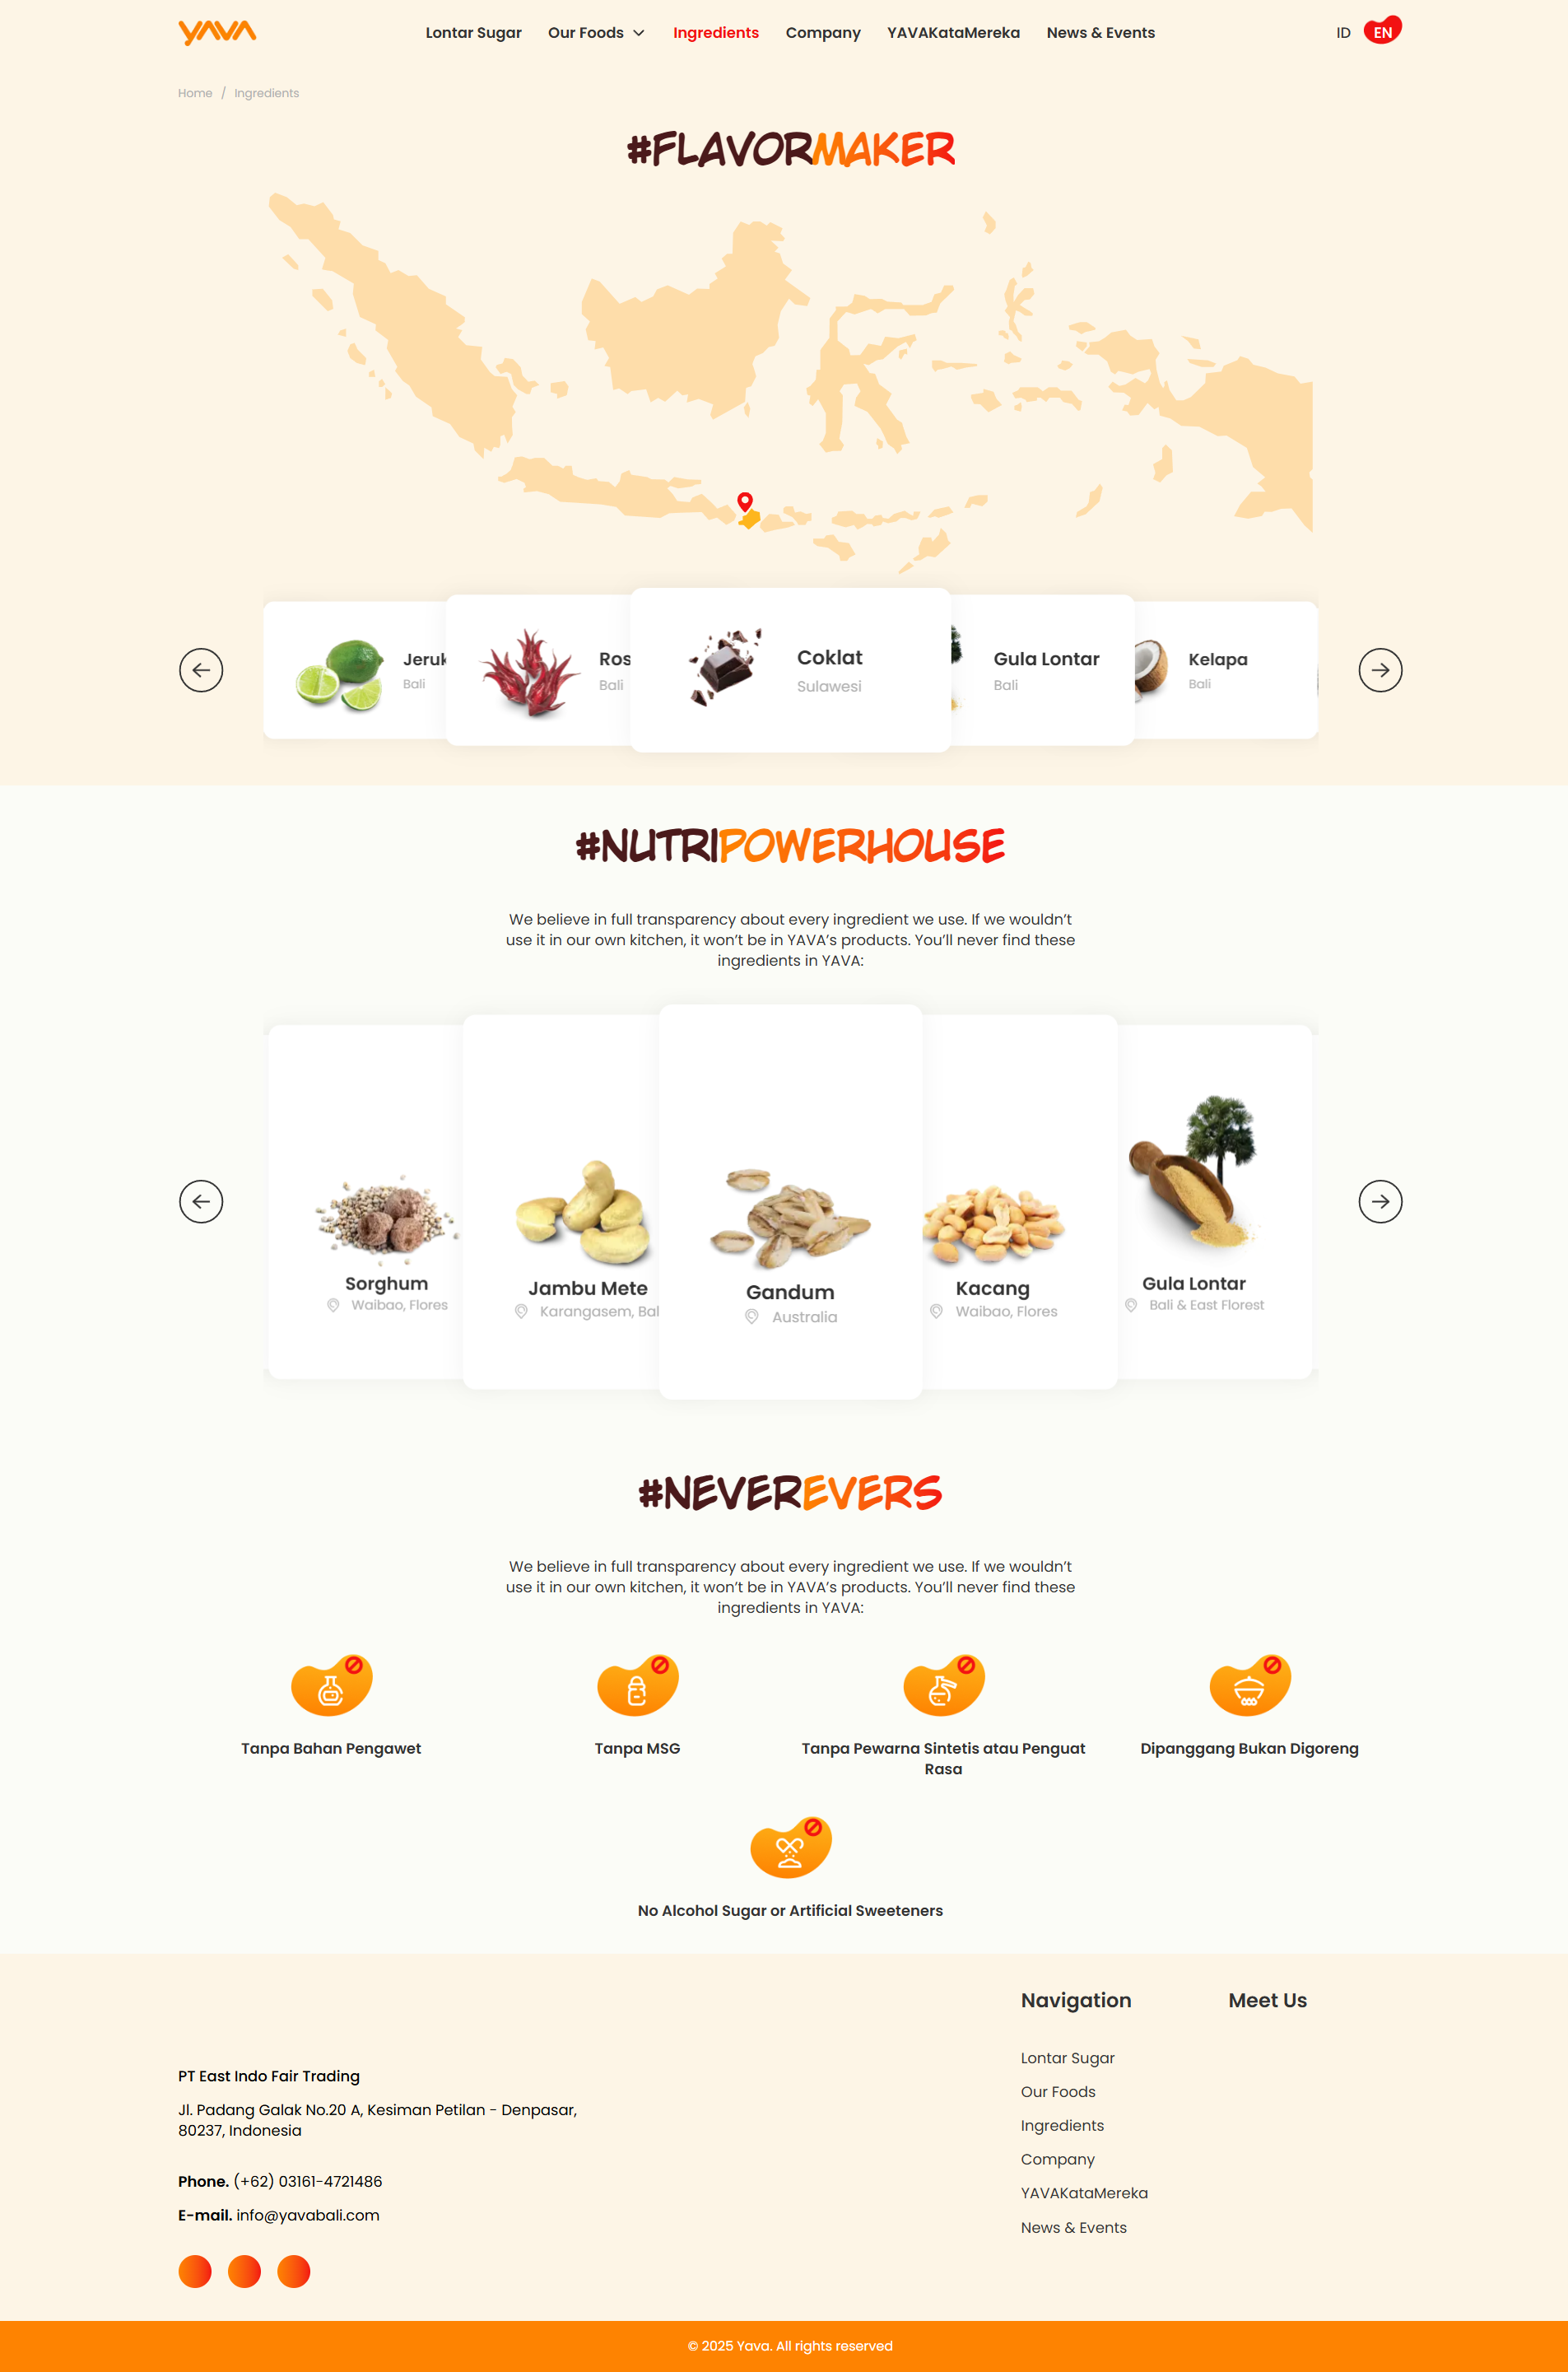 YAVA
Lontar Sugar
Our Foods
Ingredients
Company
YAVAKataMereka
News & Events
ID
EN
Home / Ingredients
#FLAVORMAKER
Jeruk
Bali
Ros
Bali
Coklat
Sulawesi
Gula Lontar
Bali
Kelapa
Bali
#NUTRIPOWERHOUSE
We believe in full transparency about every ingredient we use. If we wouldn’t
use it in our own kitchen, it won’t be in YAVA’s products. You’ll never find these
ingredients in YAVA:
Sorghum
Waibao, Flores
Jambu Mete
Karangasem, Bal
Gandum
Australia
Kacang
Waibao, Flores
Gula Lontar
Bali & East Florest
#NEVEREVERS
We believe in full transparency about every ingredient we use. If we wouldn’t
use it in our own kitchen, it won’t be in YAVA’s products. You’ll never find these
ingredients in YAVA:
Tanpa Bahan Pengawet
Tanpa MSG
Tanpa Pewarna Sintetis atau Penguat
Rasa
Dipanggang Bukan Digoreng
No Alcohol Sugar or Artificial Sweeteners
PT East Indo Fair Trading
Jl. Padang Galak No.20 A, Kesiman Petilan - Denpasar,
80237, Indonesia
Phone. (+62) 03161-4721486
E-mail. info@yavabali.com
Navigation
Lontar Sugar
Our Foods
Ingredients
Company
YAVAKataMereka
News & Events
Meet Us
© 2025 Yava. All rights reserved